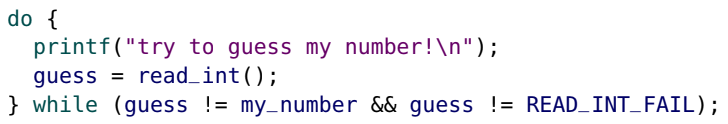 do {
  printf("try to guess my number!\n");
  guess = read_int();
} while (guess != my_number && guess != READ_INT_FAIL);